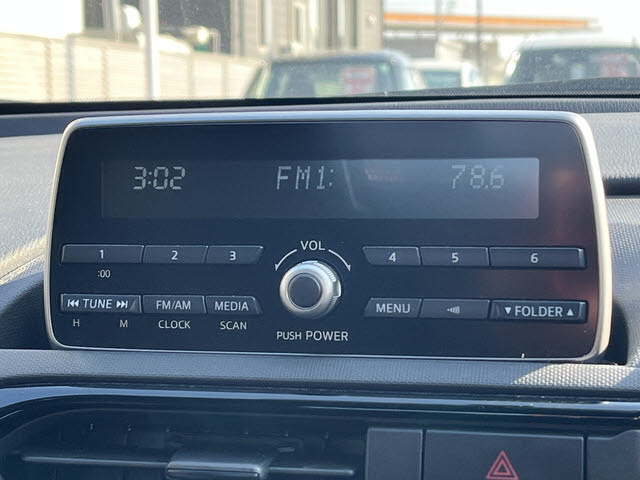 3:02 FM1: 78.6
1 2 3 VOL 4 5 6
:00
⏮ TUNE ⏭ FM/AM MEDIA MENU ▼ FOLDER ▲
H M CLOCK SCAN
PUSH POWER